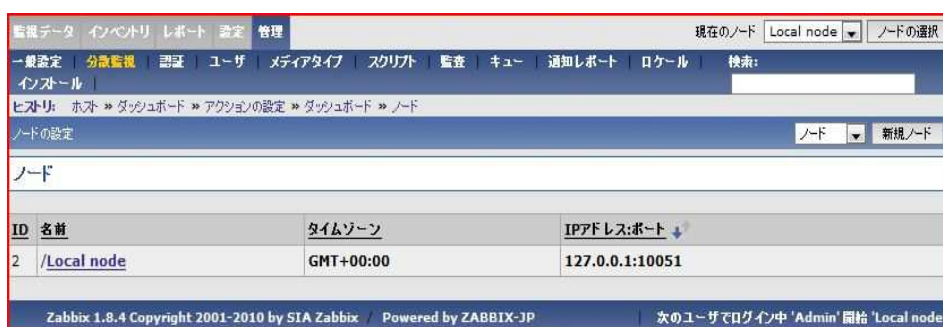 監視データ インベントリ レポート 設定 管理 現在のノード Local node ノードの選択
一般設定 分散監視 認証 ユーザ メディアタイプ スクリプト 監査 キュー 通知レポート ロケール 検索:
インストール
ヒストリ: ホスト » ダッシュボード » アクションの設定 » ダッシュボード » ノード
ノードの設定 ノード 新規ノード
ノード
ID 名前 タイムゾーン IPアドレス:ポート
2 /Local node GMT+00:00 127.0.0.1:10051
Zabbix 1.8.4 Copyright 2001-2010 by SIA Zabbix / Powered by ZABBIX-JP 次のユーザでログイン中 'Admin' 開始 'Local node